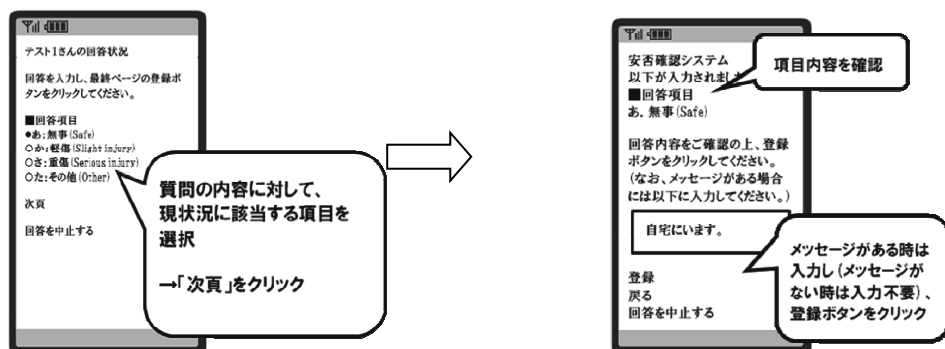 テスト1さんの回答状況
回答を入力し、最終ページの登録ボ
タンをクリックしてください。
■回答項目
●あ:無事(Safe)
○か:軽傷(Slight injury)
○さ:重傷(Serious injury)
○た:その他(Other)
次頁
回答を中止する
質問の内容に対して、
現状況に該当する項目を
選択
→「次頁」をクリック
安否確認システム
以下が入力されまし
■回答項目
あ．無事(Safe)
回答内容をご確認の上、登録
ボタンをクリックしてください。
(なお、メッセージがある場合
には以下に入力してください。)
自宅にいます。
登録
戻る
回答を中止する
項目内容を確認
メッセージがある時は
入力し(メッセージが
ない時は入力不要)、
登録ボタンをクリック